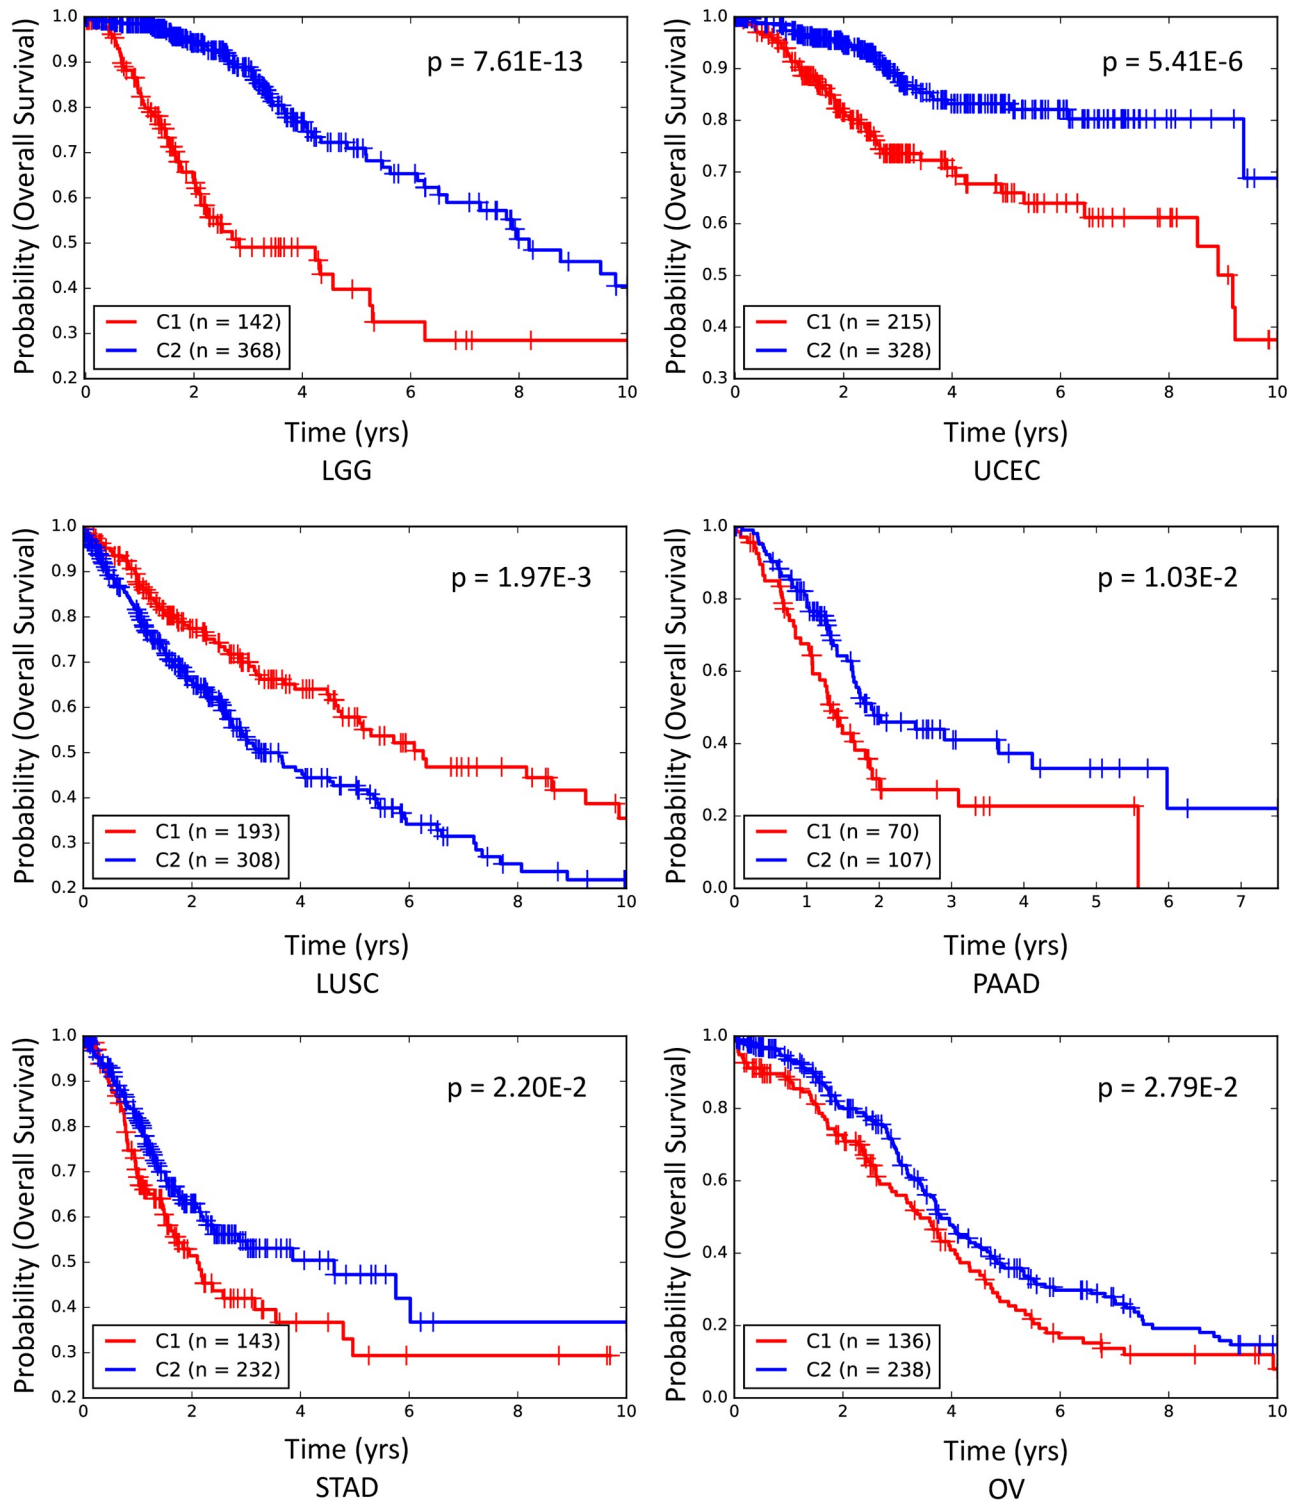 Probability (Overall Survival)
1.0
0.9
0.8
0.7
0.6
0.5
0.4
0.3
0.2
p = 7.61E-13
C1 (n = 142)
C2 (n = 368)
0 2 4 6 8 10
Time (yrs)
LGG
Probability (Overall Survival)
1.0
0.9
0.8
0.7
0.6
0.5
0.4
0.3
p = 5.41E-6
C1 (n = 215)
C2 (n = 328)
0 2 4 6 8 10
Time (yrs)
UCEC
Probability (Overall Survival)
1.0
0.9
0.8
0.7
0.6
0.5
0.4
0.3
0.2
p = 1.97E-3
C1 (n = 193)
C2 (n = 308)
0 2 4 6 8 10
Time (yrs)
LUSC
Probability (Overall Survival)
1.0
0.8
0.6
0.4
0.2
0.0
p = 1.03E-2
C1 (n = 70)
C2 (n = 107)
0 1 2 3 4 5 6 7
Time (yrs)
PAAD
Probability (Overall Survival)
1.0
0.9
0.8
0.7
0.6
0.5
0.4
0.3
0.2
p = 2.20E-2
C1 (n = 143)
C2 (n = 232)
0 2 4 6 8 10
Time (yrs)
STAD
Probability (Overall Survival)
1.0
0.8
0.6
0.4
0.2
0.0
p = 2.79E-2
C1 (n = 136)
C2 (n = 238)
0 2 4 6 8 10
Time (yrs)
OV